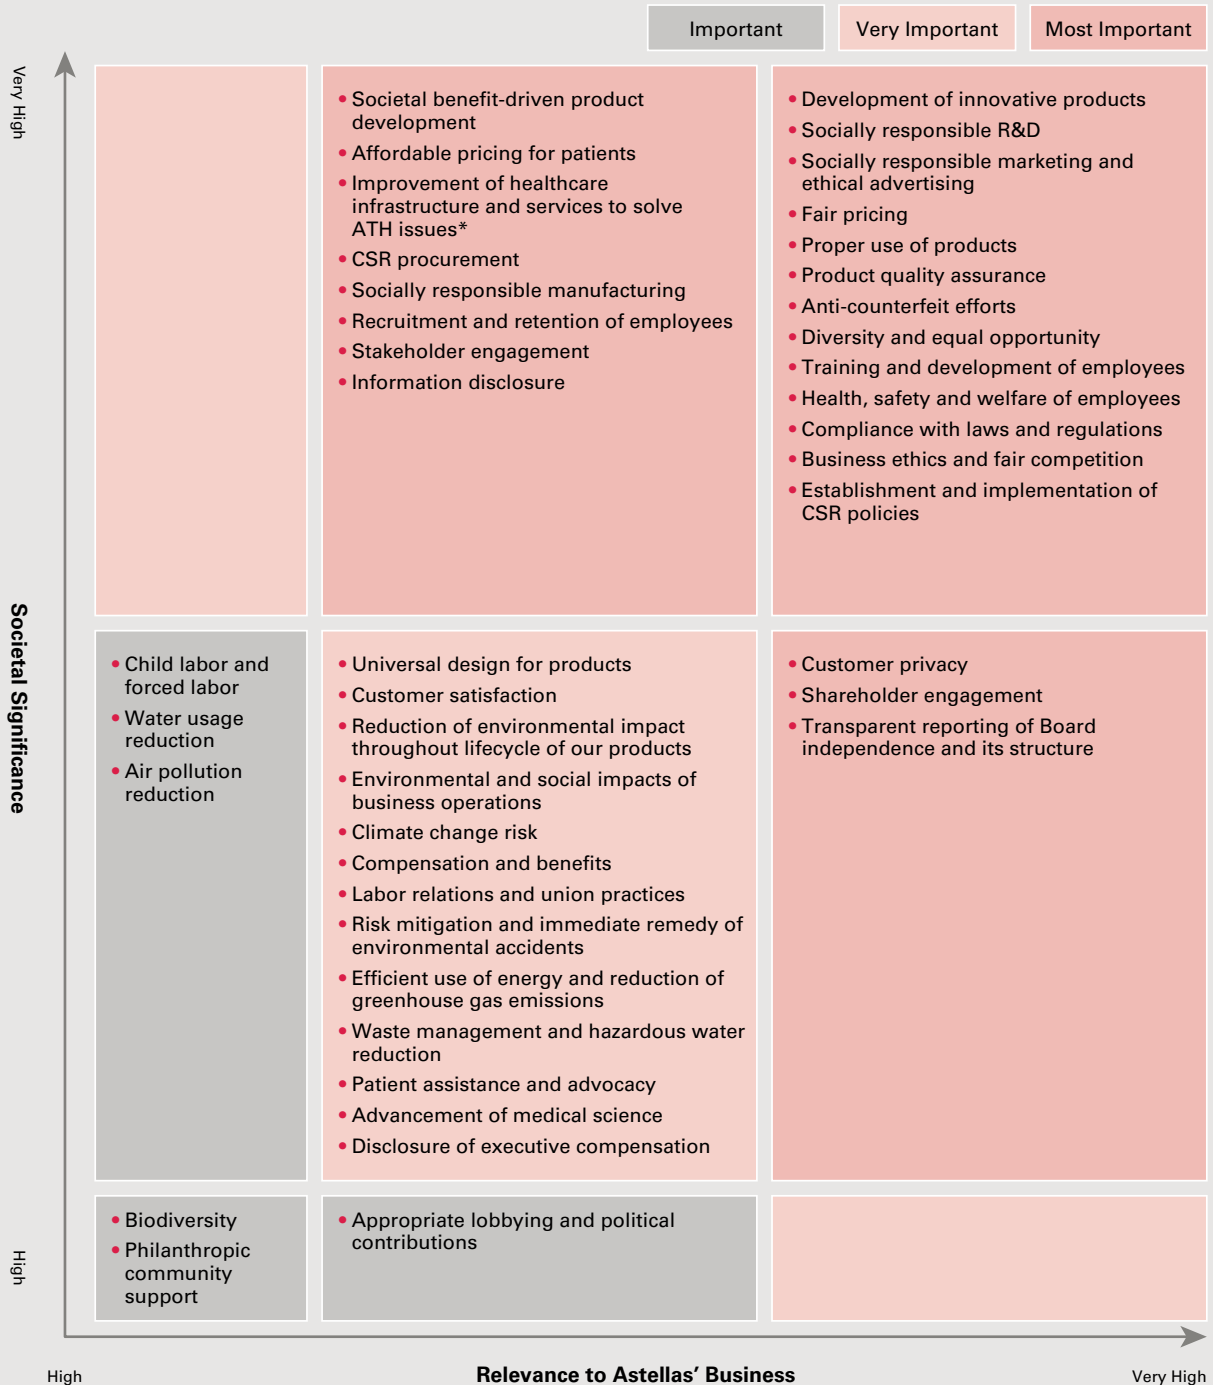 Important
Very Important
Most Important
Very High
• Societal benefit-driven product
development
• Affordable pricing for patients
• Improvement of healthcare
infrastructure and services to solve
ATH issues*
• CSR procurement
• Socially responsible manufacturing
• Recruitment and retention of employees
• Stakeholder engagement
• Information disclosure
• Development of innovative products
• Socially responsible R&D
• Socially responsible marketing and
ethical advertising
• Fair pricing
• Proper use of products
• Product quality assurance
• Anti-counterfeit efforts
• Diversity and equal opportunity
• Training and development of employees
• Health, safety and welfare of employees
• Compliance with laws and regulations
• Business ethics and fair competition
• Establishment and implementation of
CSR policies
Societal Significance
• Child labor and
forced labor
• Water usage
reduction
• Air pollution
reduction
• Universal design for products
• Customer satisfaction
• Reduction of environmental impact
throughout lifecycle of our products
• Environmental and social impacts of
business operations
• Climate change risk
• Compensation and benefits
• Labor relations and union practices
• Risk mitigation and immediate remedy of
environmental accidents
• Efficient use of energy and reduction of
greenhouse gas emissions
• Waste management and hazardous water
reduction
• Patient assistance and advocacy
• Advancement of medical science
• Disclosure of executive compensation
• Customer privacy
• Shareholder engagement
• Transparent reporting of Board
independence and its structure
High
• Biodiversity
• Philanthropic
community
support
• Appropriate lobbying and political
contributions
High
Relevance to Astellas’ Business
Very High